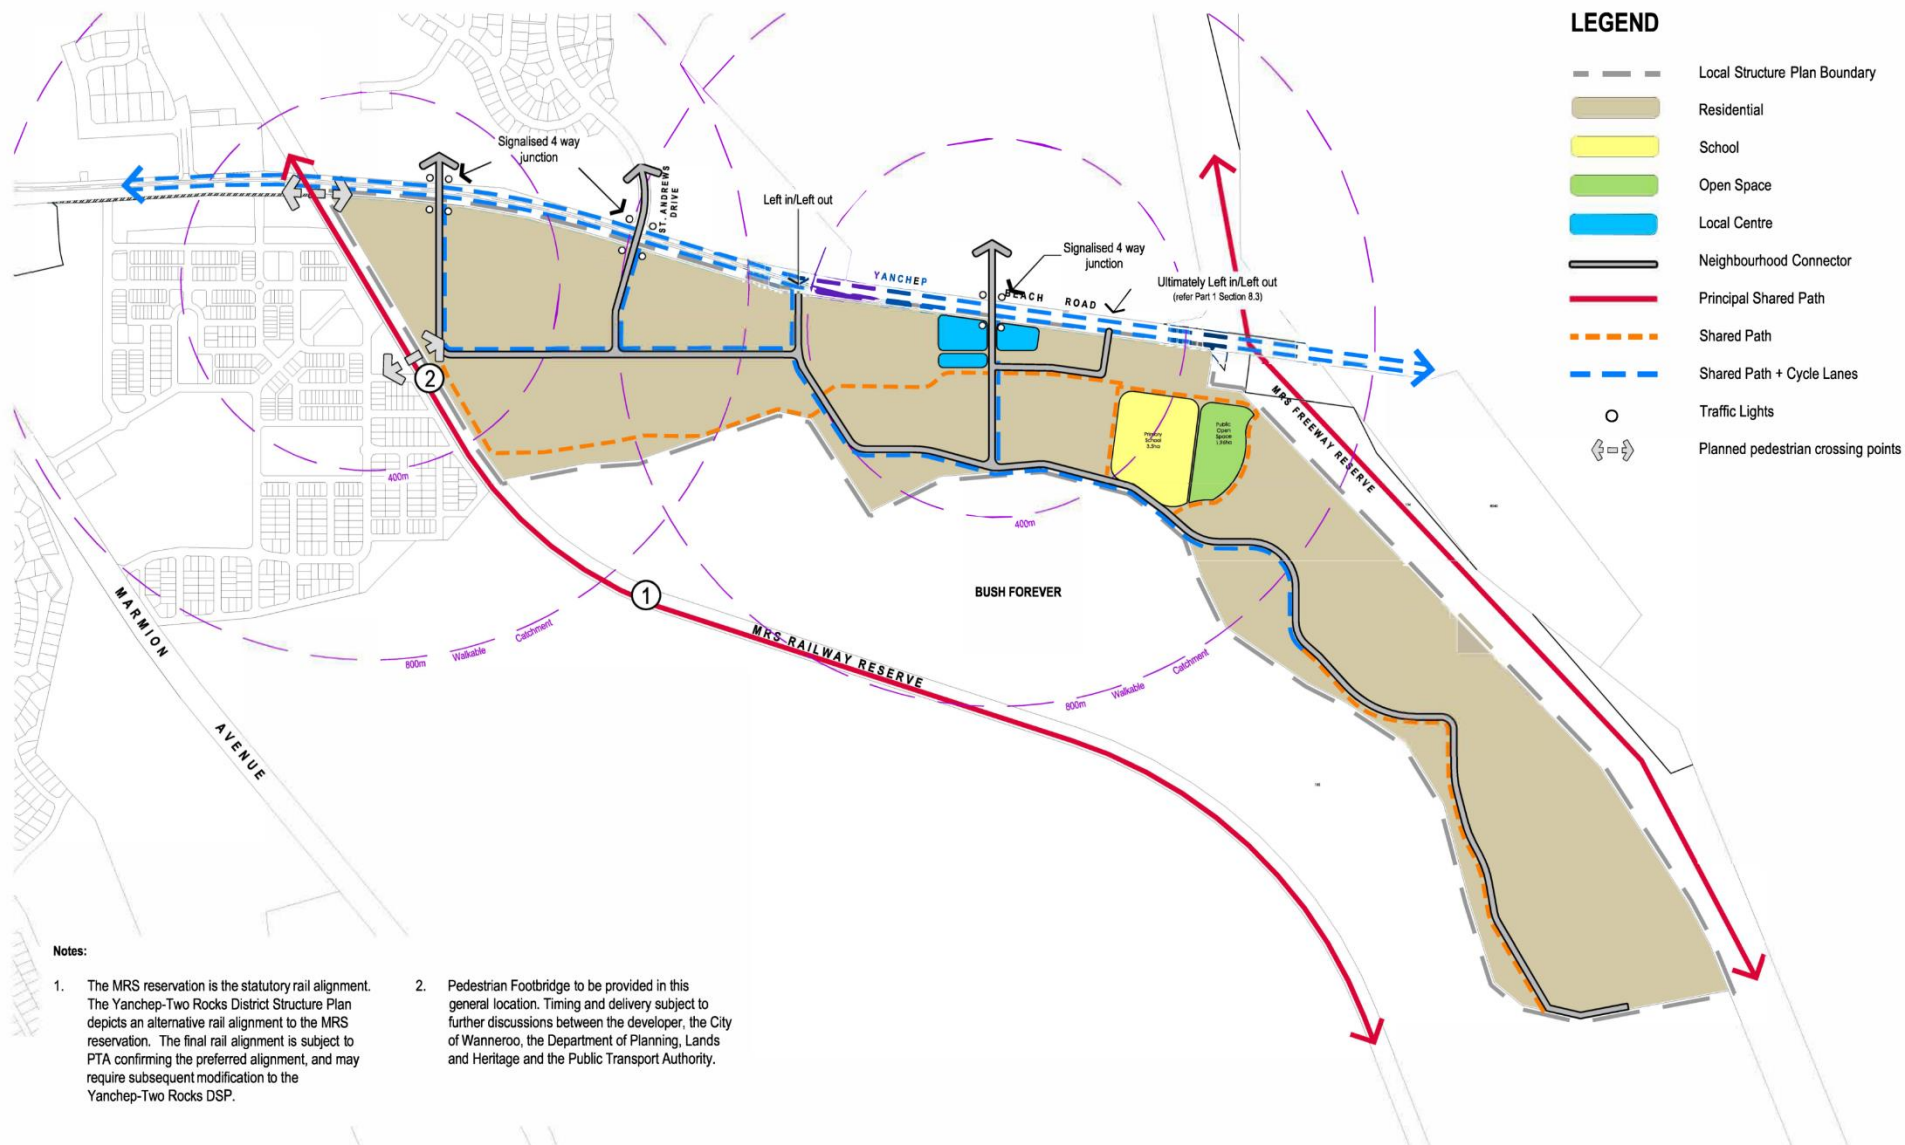 LEGEND
Local Structure Plan Boundary
Residential
School
Open Space
Local Centre
Neighbourhood Connector
Principal Shared Path
Shared Path
Shared Path + Cycle Lanes
Traffic Lights
Planned pedestrian crossing points
Signalised 4 way
junction
ST. ANDREWS
DRIVE
Left in/Left out
YANCHEP
BEACH ROAD
Signalised 4 way
junction
Ultimately Left in/Left out
(refer Part 1 Section 8.3)
2
Primary
School
3.5ha
Public
Open
Space
MRS FREEWAY RESERVE
400m
400m
BUSH FOREVER
1
MARMION
AVENUE
MRS RAILWAY RESERVE
800m Walkable Catchment
800m Walkable Catchment
Notes:
1. The MRS reservation is the statutory rail alignment.
The Yanchep-Two Rocks District Structure Plan
depicts an alternative rail alignment to the MRS
reservation. The final rail alignment is subject to
PTA confirming the preferred alignment, and may
require subsequent modification to the
Yanchep-Two Rocks DSP.
2. Pedestrian Footbridge to be provided in this
general location. Timing and delivery subject to
further discussions between the developer, the City
of Wanneroo, the Department of Planning, Lands
and Heritage and the Public Transport Authority.